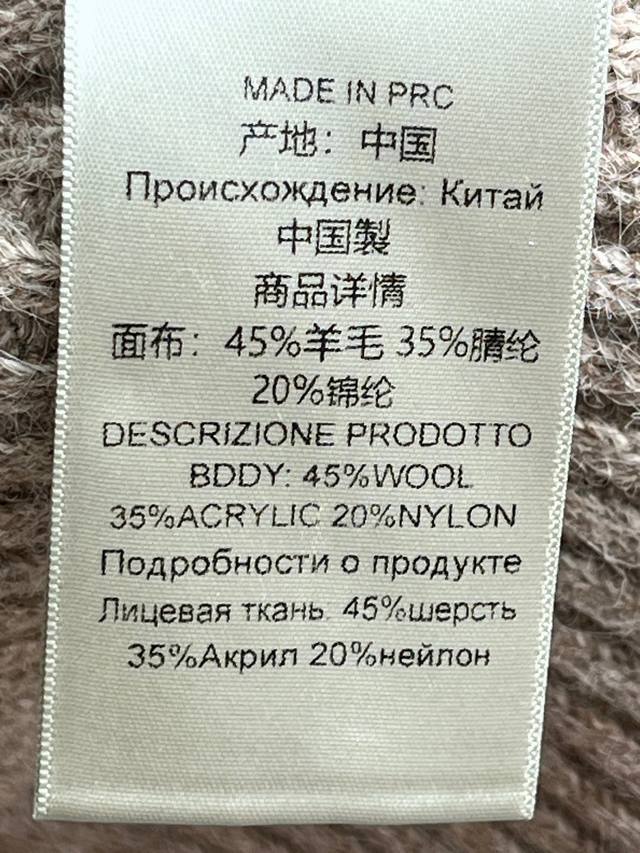 MADE IN PRC
产地：中国
Происхождение: Китай
中国製
商品详情
面布：45%羊毛 35%腈纶
20%锦纶
DESCRIZIONE PRODOTTO
BDDY: 45%WOOL
35%ACRYLIC 20%NYLON
Подробности о продукте
Лицевая ткань. 45%шерсть
35%Акрил 20%нейлон